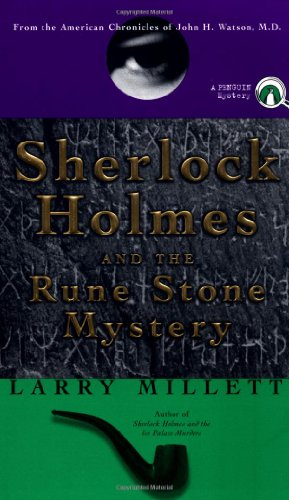 From the American Chronicles of John H. Watson, M.D.
A PENGUIN
Mystery
Sherlock
Holmes
AND THE
Rune Stone
Mystery
LARRY MILLETT
Author of
Sherlock Holmes and the
Ice Palace Murders